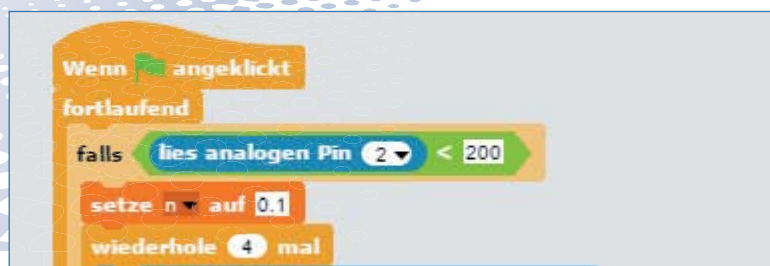 Wenn angeklickt
fortlaufend
falls lies analogen Pin 2 < 200
setze n auf 0.1
wiederhole 4 mal